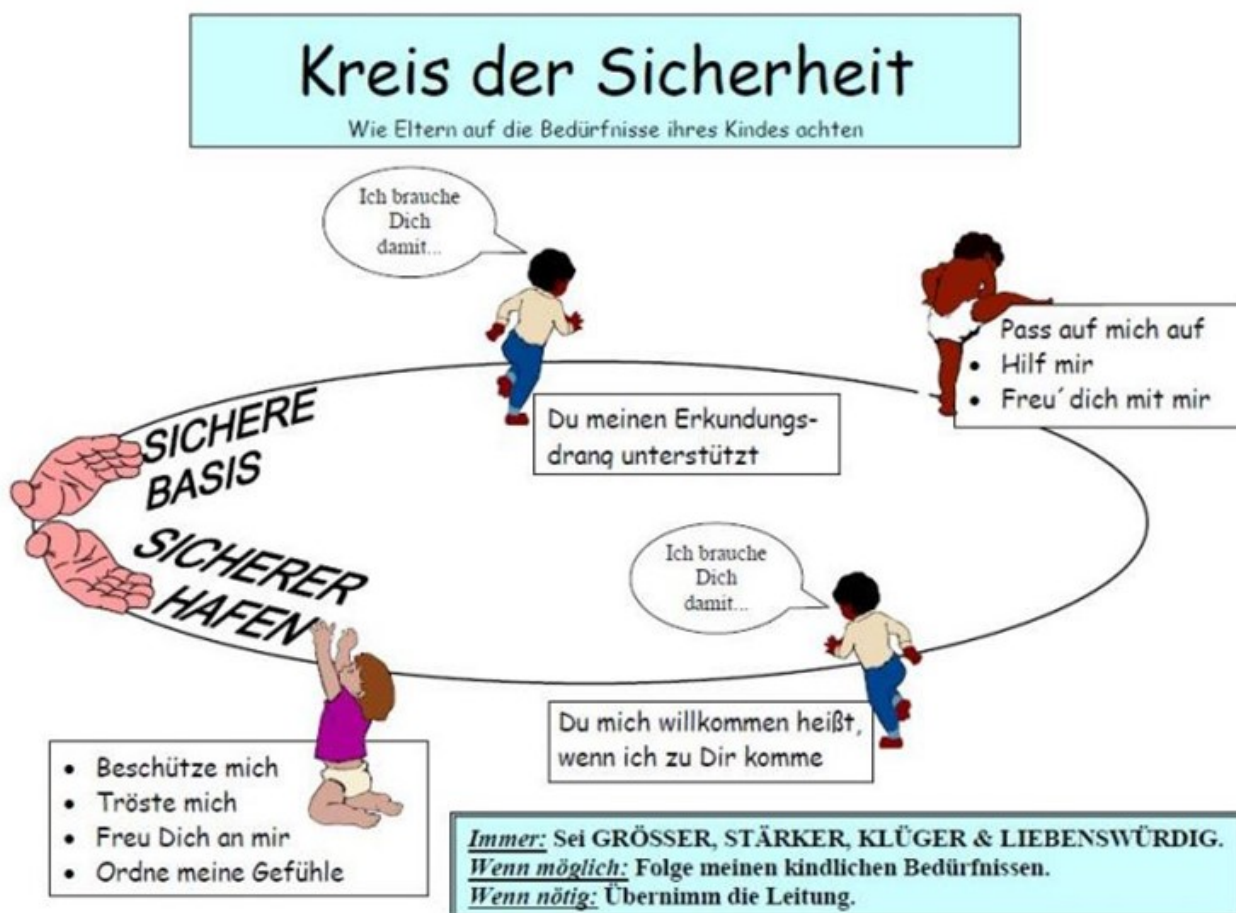 Kreis der Sicherheit
Wie Eltern auf die Bedürfnisse ihres Kindes achten
Ich brauche
Dich
damit...
Pass auf mich auf
• Hilf mir
• Freu´dich mit mir
Du meinen Erkundungs-
drang unterstützt
SICHERE
BASIS
SICHERER
HAFEN
Ich brauche
Dich
damit...
Du mich willkommen heißt,
wenn ich zu Dir komme
• Beschütze mich
• Tröste mich
• Freu Dich an mir
• Ordne meine Gefühle
Immer: Sei GRÖSSER, STÄRKER, KLÜGER & LIEBENSWÜRDIG.
Wenn möglich: Folge meinen kindlichen Bedürfnissen.
Wenn nötig: Übernimm die Leitung.